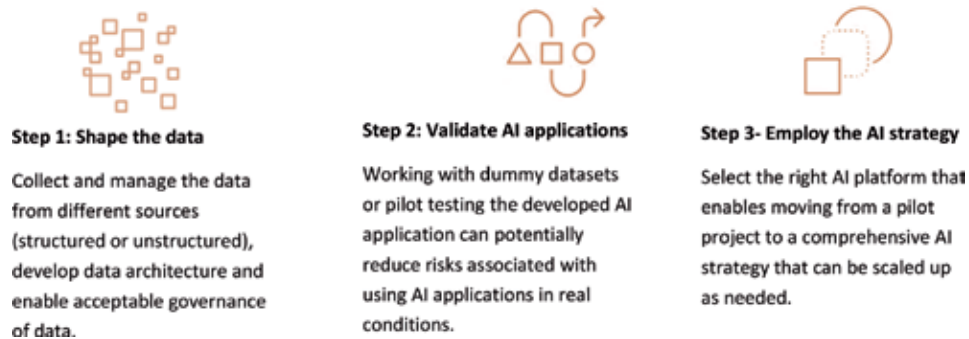 Step 1: Shape the data
Collect and manage the data
from different sources
(structured or unstructured),
develop data architecture and
enable acceptable governance
of data.
Step 2: Validate AI applications
Working with dummy datasets
or pilot testing the developed AI
application can potentially
reduce risks associated with
using AI applications in real
conditions.
Step 3- Employ the AI strategy
Select the right AI platform that
enables moving from a pilot
project to a comprehensive AI
strategy that can be scaled up
as needed.